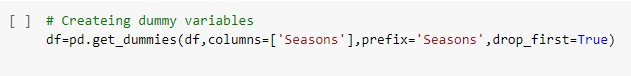 [ ] # Createing dummy variables
df=pd.get_dummies(df,columns=['Seasons'],prefix='Seasons',drop_first=True)